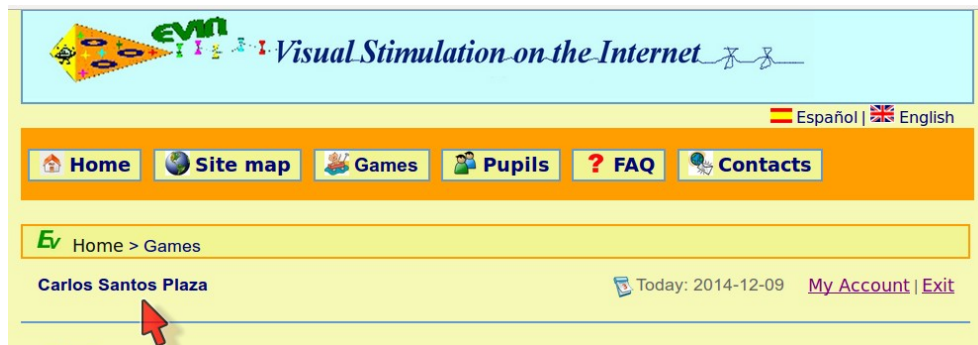 EVIN Visual Stimulation on the Internet
Español | English
Home Site map Games Pupils ? FAQ Contacts
Ev Home > Games
Carlos Santos Plaza Today: 2014-12-09 My Account | Exit